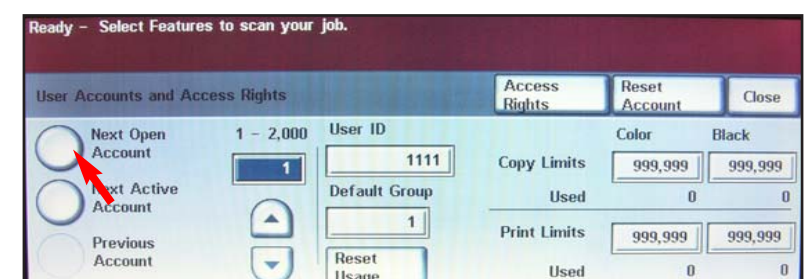 Ready - Select Features to scan your job.
User Accounts and Access Rights
Access Rights
Reset Account
Close
Next Open Account
1 - 2,000
User ID
Color
Black
1
1111
Copy Limits
999,999
999,999
Next Active Account
Default Group
Used
0
0
1
Print Limits
999,999
999,999
Previous Account
Reset Usage
Used
0
0